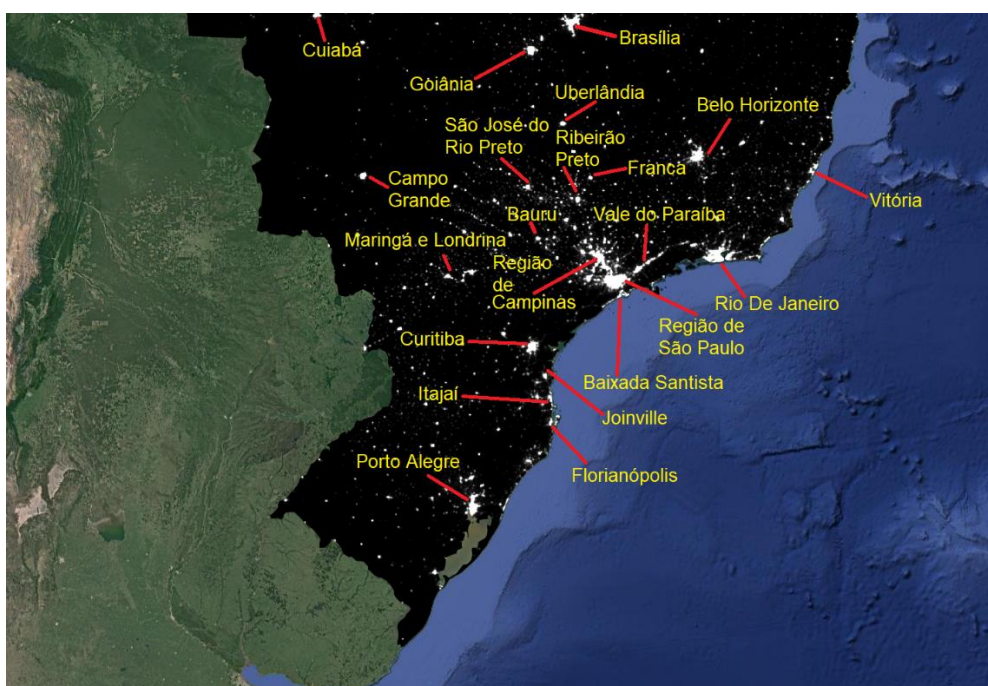 Cuiabá
Brasília
Goiânia
Uberlândia
Belo Horizonte
São José do
Rio Preto
Ribeirão
Preto
Franca
Campo
Grande
Vitória
Bauru
Vale do Paraíba
Maringá e Londrina
Região
de
Campinas
Rio De Janeiro
Região de
São Paulo
Curitiba
Baixada Santista
Itajaí
Joinville
Porto Alegre
Florianópolis